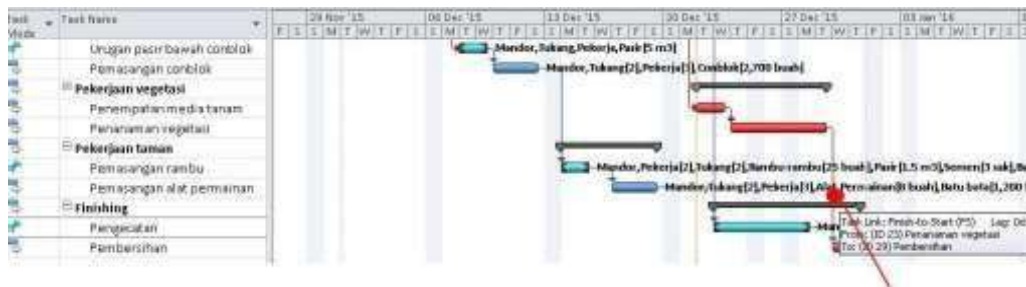 Task Mode Task Name 29 Nov '15 06 Dec '15 13 Dec '15 20 Dec '15 27 Dec '15 03 Jan '16
F S S M T W T F S S M T W T F S S M T W T F S S M T W T F S S M T W T F S S M T W T F S
Urugan pasir bawah conblok Mandor,Tukang,Pekerja,Pasir[5 m3]
Pemasangan conblok Mandor,Tukang[2],Pekerja[3],Conblok[2,700 buah]
Pekerjaan vegetasi
Penempatan media tanam
Penanaman vegetasi
Pekerjaan taman
Pemasangan rambu Mandor,Pekerja[2],Tukang[2],Rambu-rambu[25 buah],Pasir[1.5 m3],Semen[3 sak],B
Pemasangan alat permainan Mandor,Tukang[2],Pekerja[3],Alat Permainan[8 buah],Batu bata[1,200
Finishing
Pengecatan Man Task Link: Finish-to-Start (FS) Lag: 0d
From: (ID 23) Penanaman vegetasi
Pembersihan To: (ID 29) Pembersihan